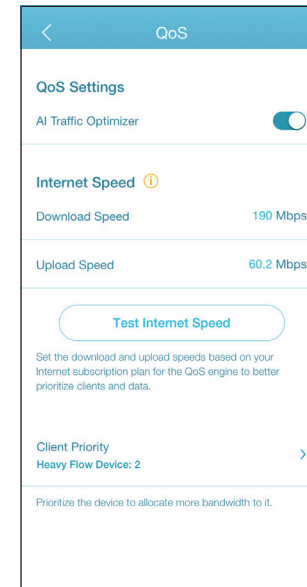 QoS
QoS Settings
AI Traffic Optimizer
Internet Speed
Download Speed 190 Mbps
Upload Speed 60.2 Mbps
Test Internet Speed
Set the download and upload speeds based on your
Internet subscription plan for the QoS engine to better
prioritize clients and data.
Client Priority
Heavy Flow Device: 2
Prioritize the device to allocate more bandwidth to it.